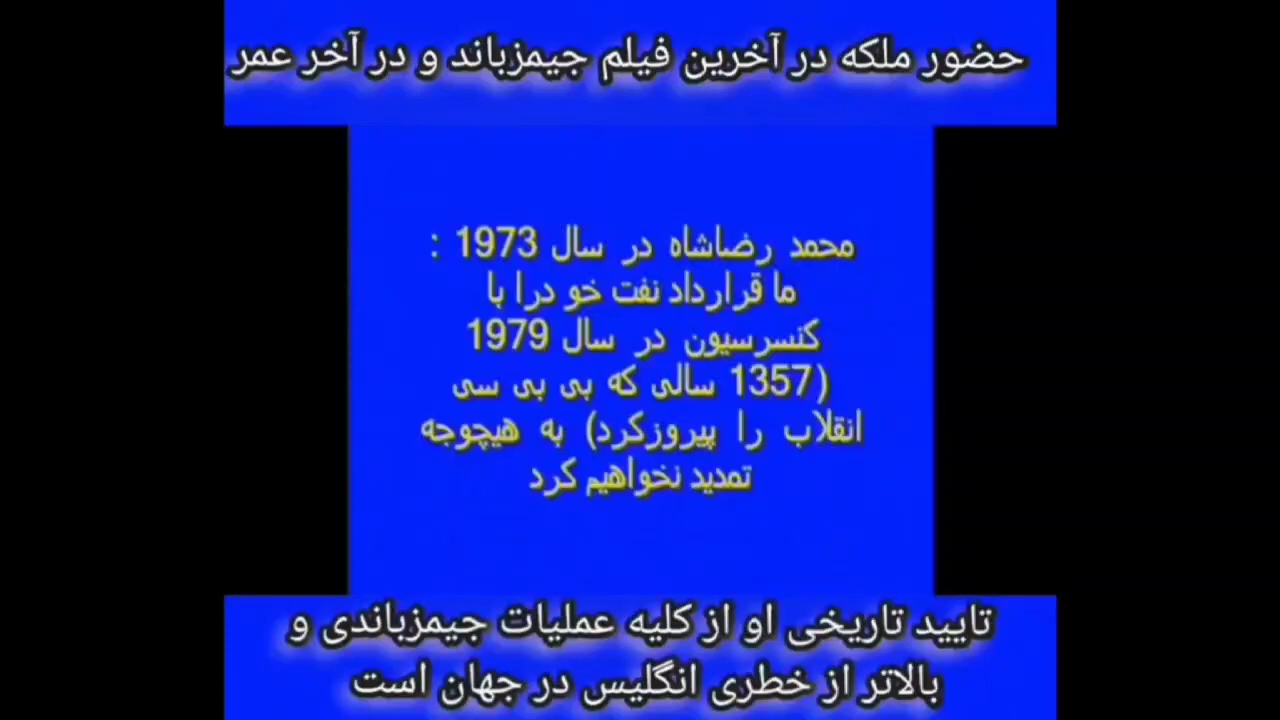 حضور ملکه در آخرین فیلم جیمزباند و در آخر عمر
محمد رضاشاه در سال 1973 :
ما قرارداد نفت خو درا با
کنسرسیون در سال 1979
(1357 سالی که بی بی سی
انقلاب را پیروزکرد) به هیچوجه
تمدید نخواهیم کرد
تایید تاریخی او از کلیه عملیات جیمزباندی و
بالاتر از خطری انگلیس در جهان است